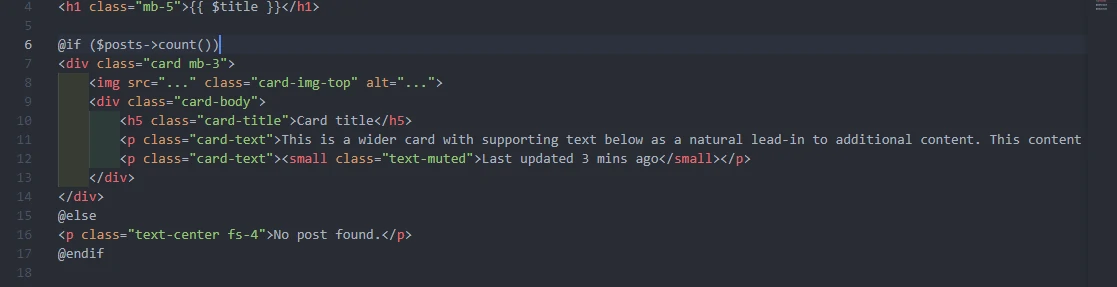 4 <h1 class="mb-5">{{ $title }}</h1>
5
6 @if ($posts->count())
7 <div class="card mb-3">
8     <img src="..." class="card-img-top" alt="...">
9     <div class="card-body">
10         <h5 class="card-title">Card title</h5>
11         <p class="card-text">This is a wider card with supporting text below as a natural lead-in to additional content. This content
12         <p class="card-text"><small class="text-muted">Last updated 3 mins ago</small></p>
13     </div>
14 </div>
15 @else
16 <p class="text-center fs-4">No post found.</p>
17 @endif
18